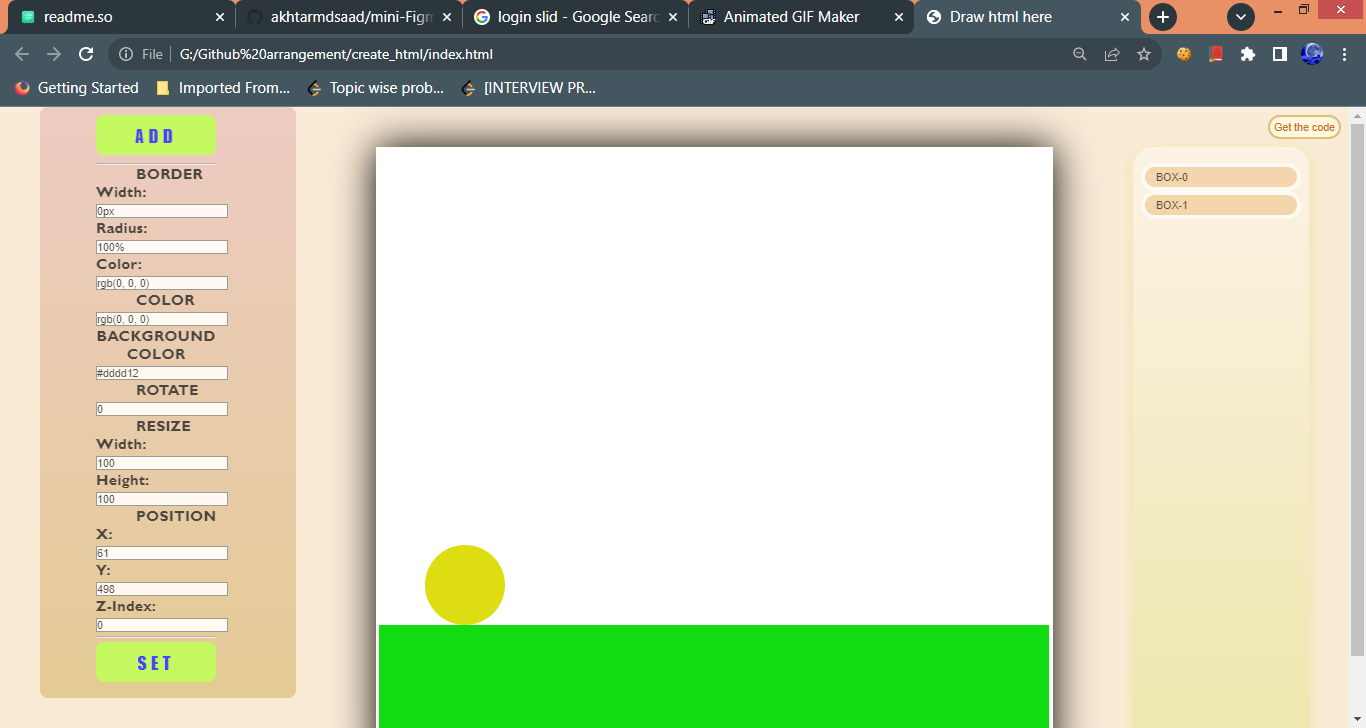 readme.so
akhtarmdsaad/mini-Fig
login slid - Google Searc
Animated GIF Maker
Draw html here
File
G:/Github%20arrangement/create_html/index.html
Getting Started
Imported From...
Topic wise prob...
[INTERVIEW PR...
ADD
BORDER
Width:
0px
Radius:
100%
Color:
rgb(0, 0, 0)
COLOR
rgb(0, 0, 0)
BACKGROUND
COLOR
#dddd12
ROTATE
0
RESIZE
Width:
100
Height:
100
POSITION
X:
61
Y:
498
Z-Index:
0
SET
Get the code
BOX-0
BOX-1